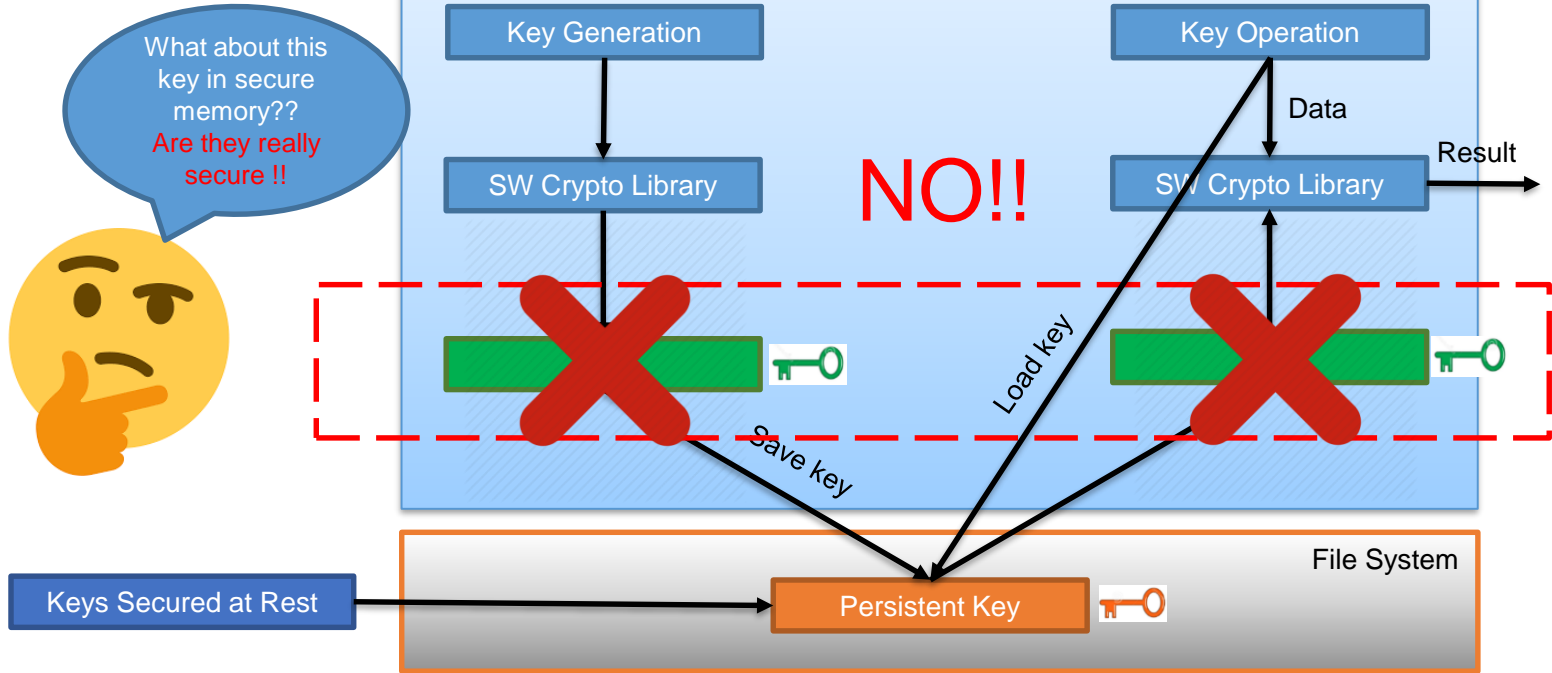 What about this
key in secure
memory??
Are they really
secure !!
Key Generation
Key Operation
Data
SW Crypto Library
NO!!
SW Crypto Library
Result
Load key
Save key
File System
Keys Secured at Rest
Persistent Key